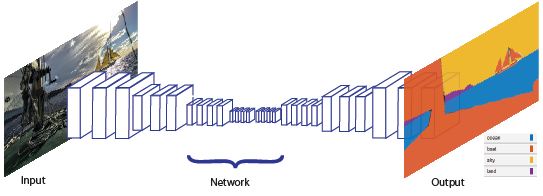 ocean
boat
sky
land
Input
Network
Output